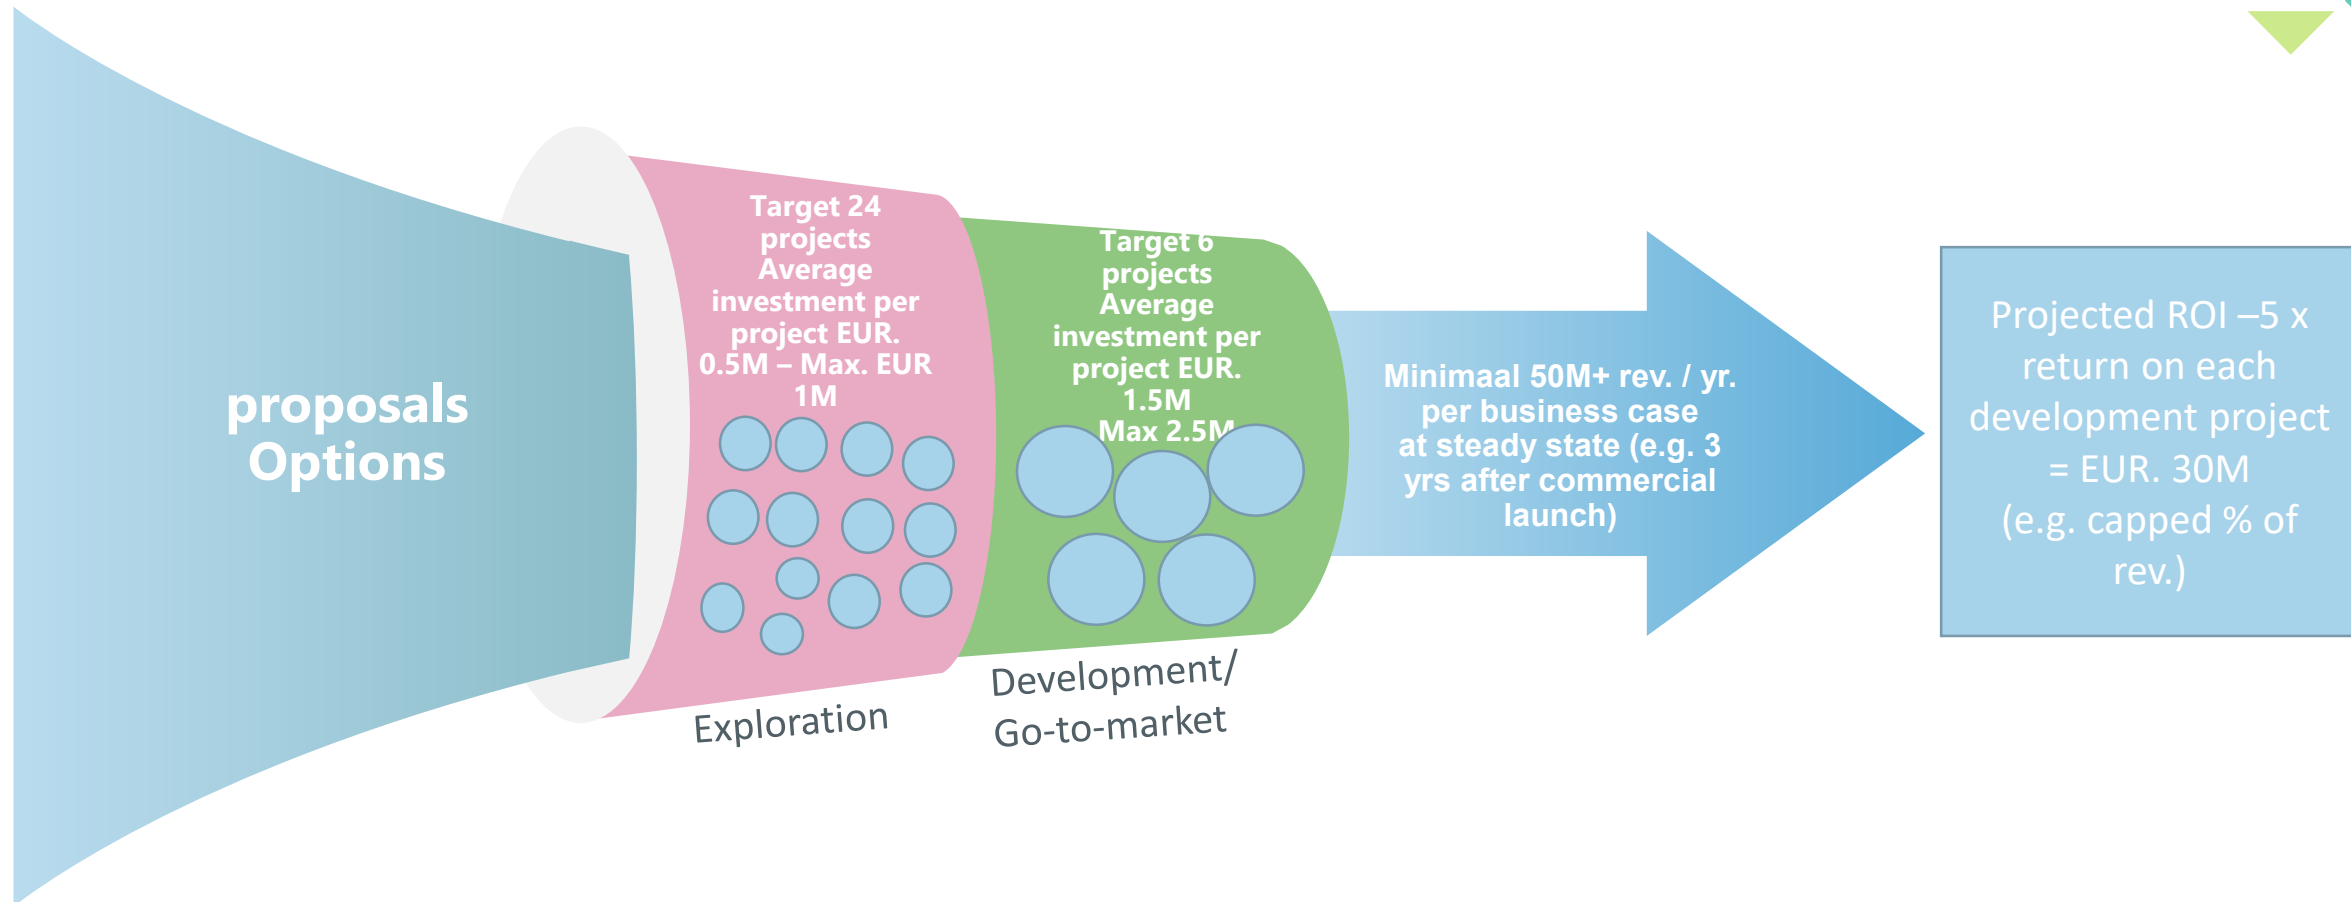 proposals
Options
Target 24
projects
Average
investment per
project EUR.
0.5M – Max. EUR
1M
Exploration
Target 6
projects
Average
investment per
project EUR.
1.5M
Max 2.5M
Development/
Go-to-market
Minimaal 50M+ rev. / yr.
per business case
at steady state (e.g. 3
yrs after commercial
launch)
Projected ROI –5 x
return on each
development project
= EUR. 30M
(e.g. capped % of
rev.)